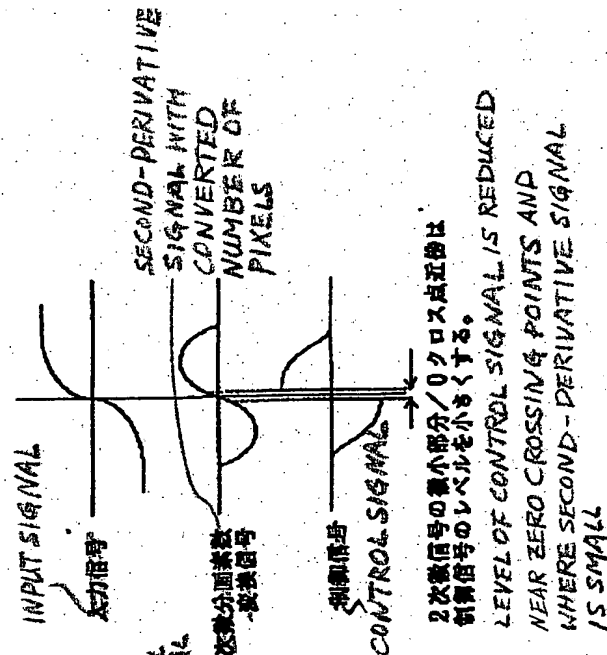 INPUT SIGNAL
入力信号
SECOND-DERIVATIVE
SIGNAL WITH
CONVERTED
NUMBER OF
PIXELS
次微分画素数
変換信号
制御信号
CONTROL SIGNAL
2次微信号の微小部分/0クロス点近傍は
制御信号のレベルを小さくする。
LEVEL OF CONTROL SIGNAL IS REDUCED
NEAR ZERO CROSSING POINTS AND
WHERE SECOND-DERIVATIVE SIGNAL
IS SMALL